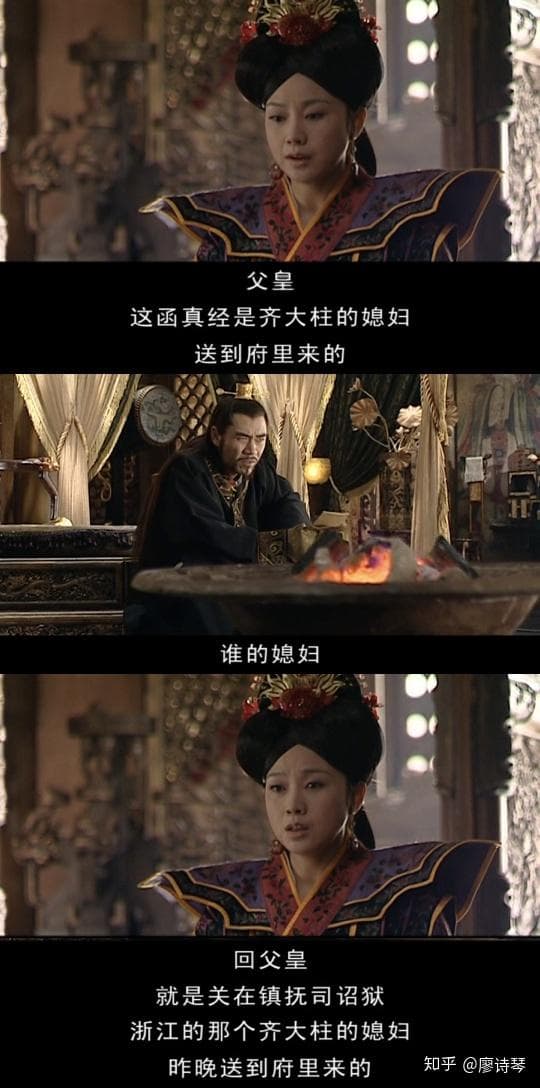 父皇
这函真经是齐大柱的媳妇
送到府里来的
谁的媳妇
回父皇
就是关在镇抚司诏狱
浙江的那个齐大柱的媳妇
昨晚送到府里来的
知乎 @廖诗琴